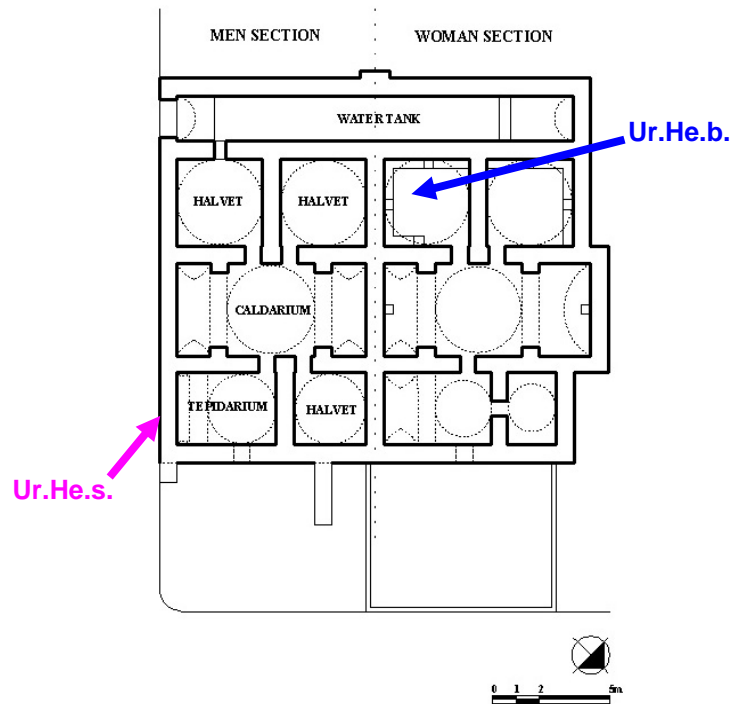 MEN SECTION
WOMAN SECTION
WATER TANK
Ur.He.b.
HALVET
HALVET
CALDARIUM
TEPIDARIUM
HALVET
Ur.He.s.
0 1 2 5m.